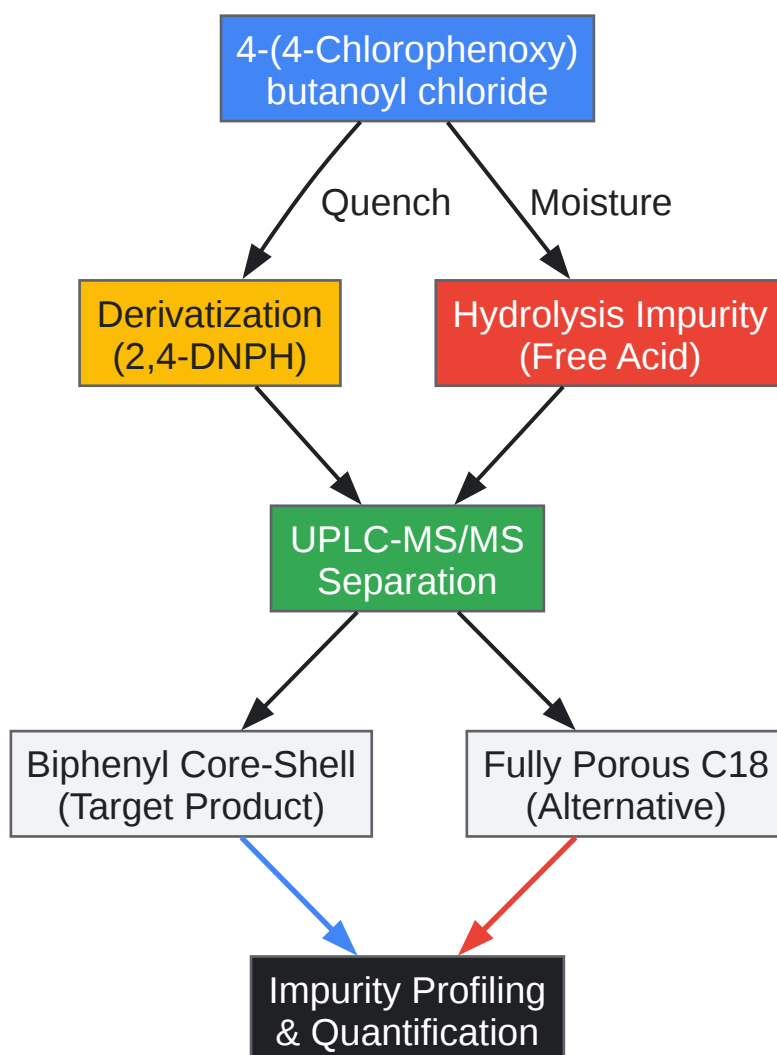 4-(4-Chlorophenoxy)
butanoyl chloride
Quench
Moisture
Derivatization
(2,4-DNPH)
Hydrolysis Impurity
(Free Acid)
UPLC-MS/MS
Separation
Biphenyl Core-Shell
(Target Product)
Fully Porous C18
(Alternative)
Impurity Profiling
& Quantification